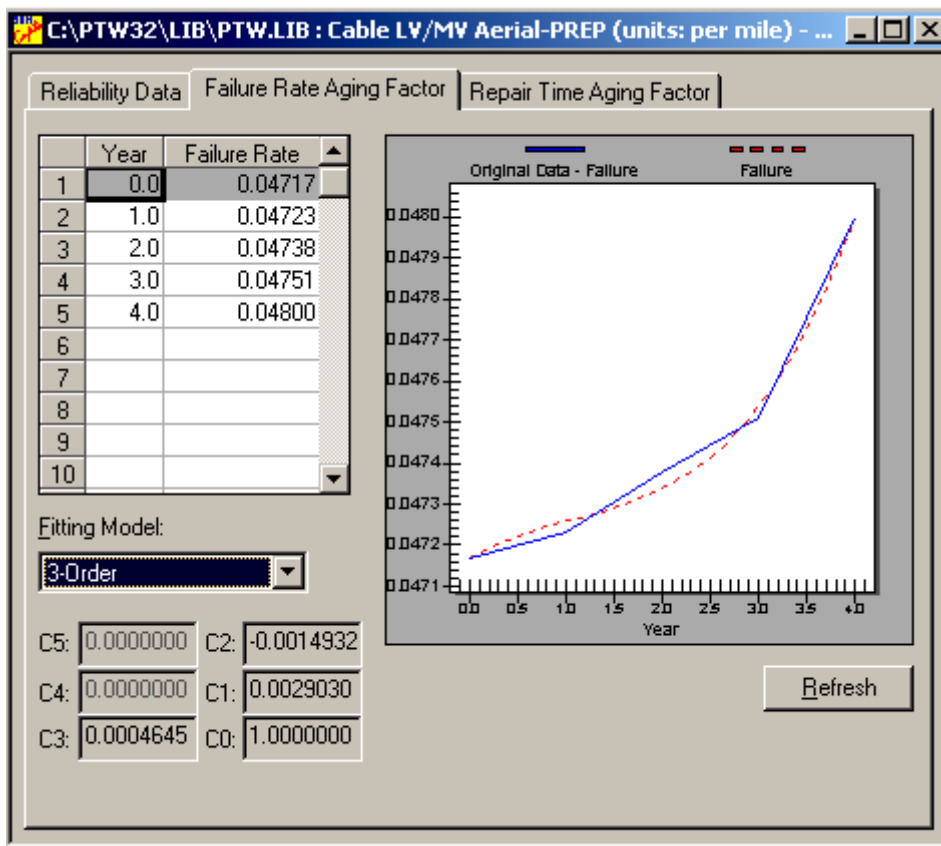 C:\PTW32\LIB\PTW.LIB : Cable LV/MV Aerial-PREP (units: per mile) - ...
Reliability Data Failure Rate Aging Factor Repair Time Aging Factor
Year Failure Rate
1 0.0 0.04717
2 1.0 0.04723
3 2.0 0.04738
4 3.0 0.04751
5 4.0 0.04800
6
7
8
9
10
Original Data - Failure Failure
0.0480
0.0479
0.0478
0.0477
0.0476
0.0475
0.0474
0.0473
0.0472
0.0471
0.0 0.5 1.0 1.5 2.0 2.5 3.0 3.5 4.0
Year
Fitting Model:
3-Order
C5: 0.0000000 C2: -0.0014932
C4: 0.0000000 C1: 0.0029030
C3: 0.0004645 C0: 1.0000000
Refresh